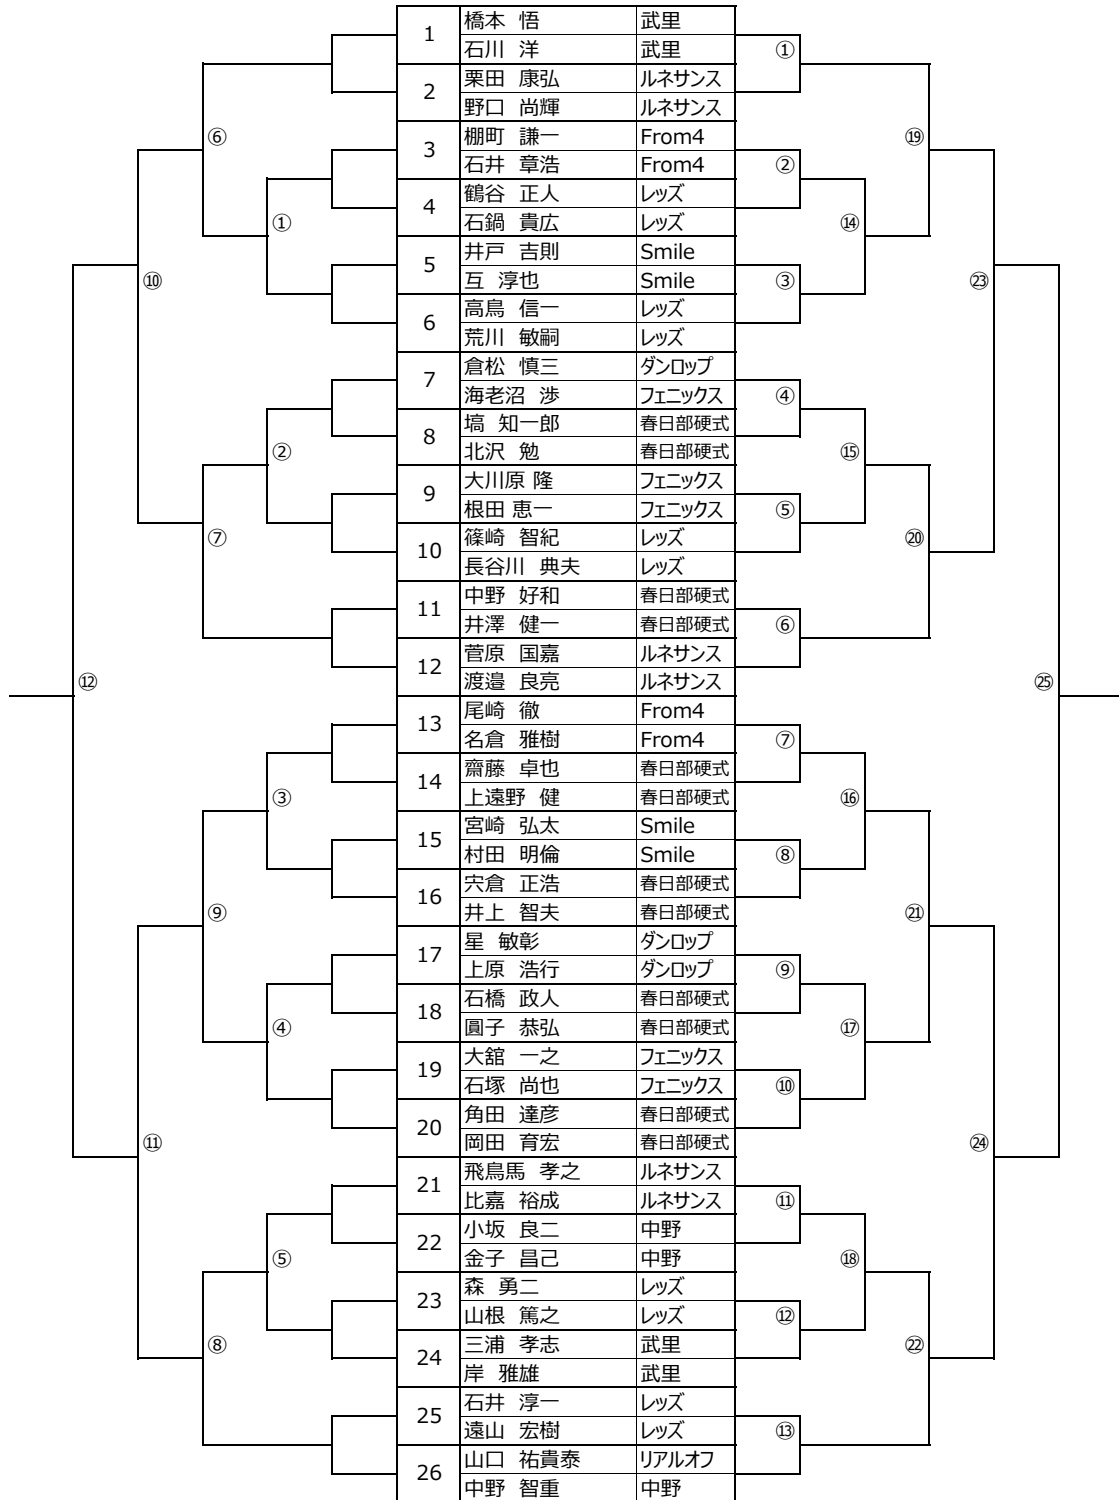 1 橋本 悟 武里
石川 洋 武里 ①
2 栗田 康弘 ルネサンス
野口 尚輝 ルネサンス
⑥ 3 棚町 謙一 From4 ⑲
石井 章浩 From4 ②
4 鶴谷 正人 レッズ
① 石鍋 貴広 レッズ ⑭
5 井戸 吉則 Smile
⑩ 互 淳也 Smile ③ ㉓
6 高鳥 信一 レッズ
荒川 敏嗣 レッズ
7 倉松 慎三 ダンロップ
海老沼 渉 フェニックス ④
8 塙 知一郎 春日部硬式
② 北沢 勉 春日部硬式 ⑮
9 大川原 隆 フェニックス
根田 恵一 フェニックス ⑤
⑦ 10 篠崎 智紀 レッズ ⑳
長谷川 典夫 レッズ
11 中野 好和 春日部硬式
井澤 健一 春日部硬式 ⑥
12 菅原 国嘉 ルネサンス
⑫ 渡邉 良亮 ルネサンス ㉕
13 尾崎 徹 From4
名倉 雅樹 From4 ⑦
14 齋藤 卓也 春日部硬式
③ 上遠野 健 春日部硬式 ⑯
15 宮崎 弘太 Smile
村田 明倫 Smile ⑧
16 宍倉 正浩 春日部硬式
⑨ 井上 智夫 春日部硬式 ㉑
17 星 敏彰 ダンロップ
上原 浩行 ダンロップ ⑨
18 石橋 政人 春日部硬式
④ 圓子 恭弘 春日部硬式 ⑰
19 大舘 一之 フェニックス
石塚 尚也 フェニックス ⑩
20 角田 達彦 春日部硬式
⑪ 岡田 育宏 春日部硬式 ㉔
21 飛鳥馬 孝之 ルネサンス
比嘉 裕成 ルネサンス ⑪
22 小坂 良二 中野
⑤ 金子 昌己 中野 ⑱
23 森 勇二 レッズ
山根 篤之 レッズ ⑫
⑧ 24 三浦 孝志 武里 ㉒
岸 雅雄 武里
25 石井 淳一 レッズ
遠山 宏樹 レッズ ⑬
26 山口 祐貴泰 リアルオフ
中野 智重 中野